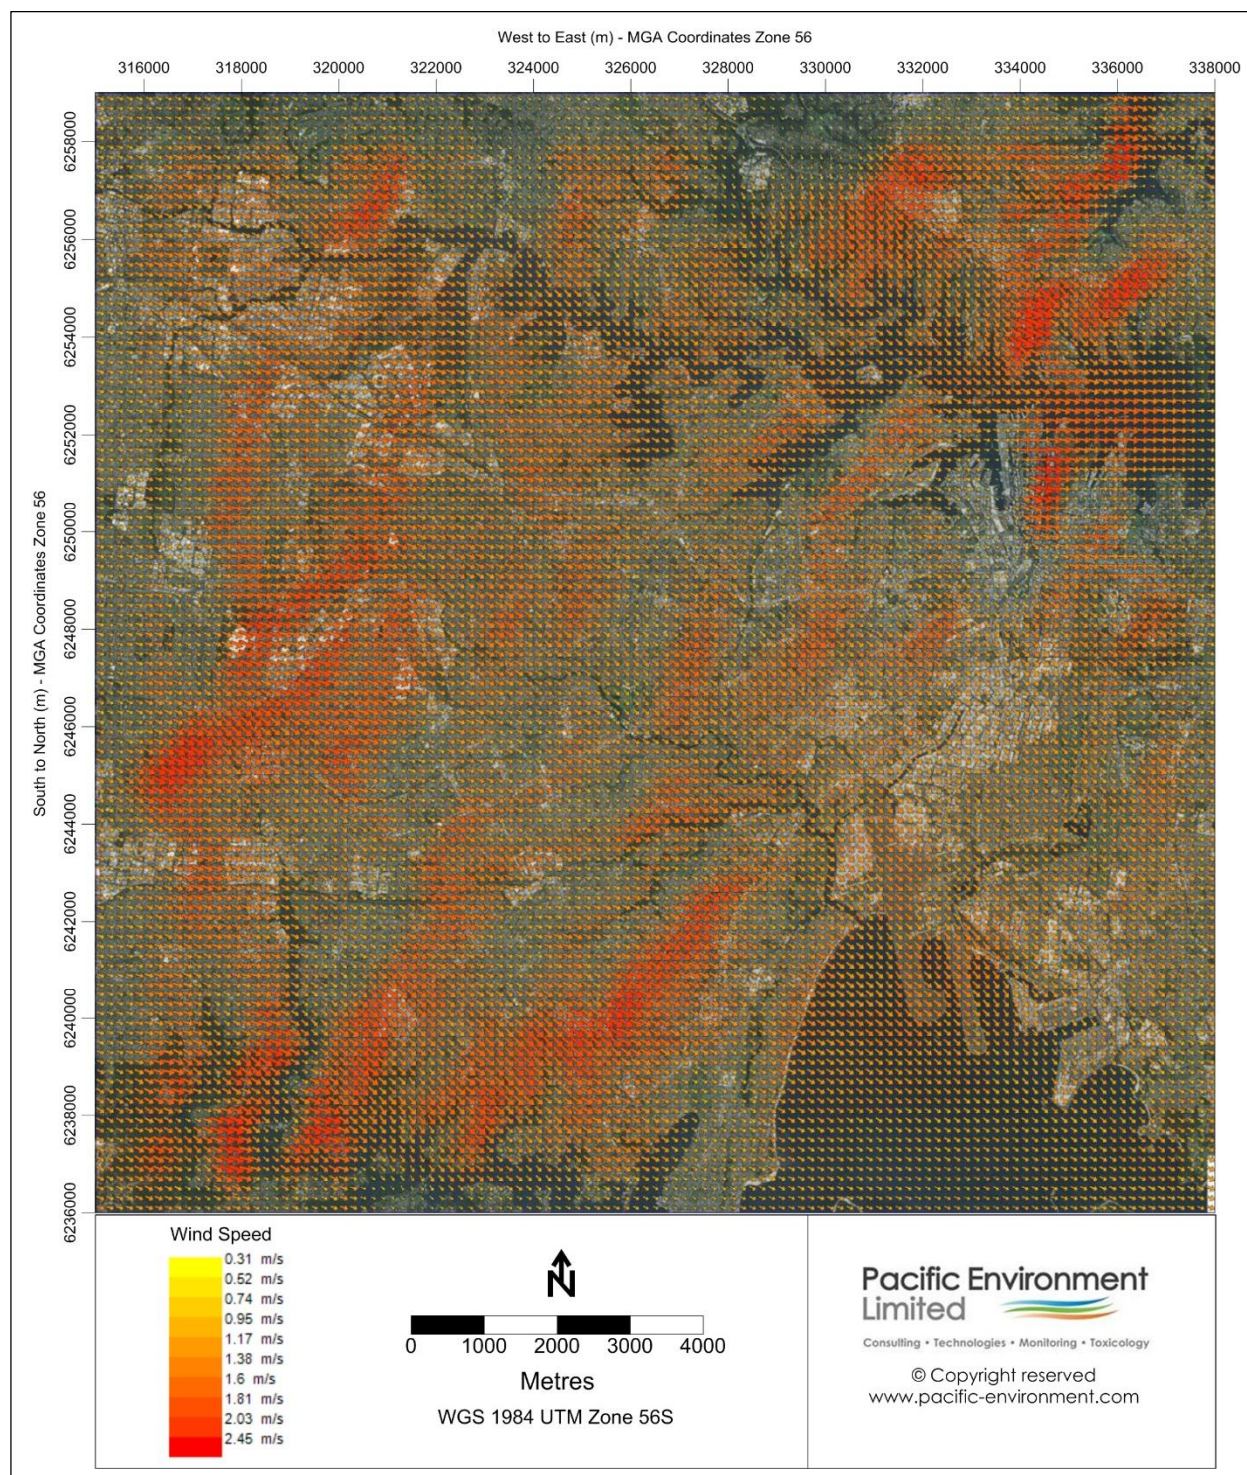 West to East (m) - MGA Coordinates Zone 56
316000 318000 320000 322000 324000 326000 328000 330000 332000 334000 336000 338000
South to North (m) - MGA Coordinates Zone 56
6258000
6256000
6254000
6252000
6250000
6248000
6246000
6244000
6242000
6240000
6238000
6236000
Wind Speed
0.31 m/s
0.52 m/s
0.74 m/s
0.95 m/s
1.17 m/s
1.38 m/s
1.6 m/s
1.81 m/s
2.03 m/s
2.45 m/s
N
0 1000 2000 3000 4000
Metres
WGS 1984 UTM Zone 56S
Pacific Environment
Limited
Consulting • Technologies • Monitoring • Toxicology
© Copyright reserved
www.pacific-environment.com